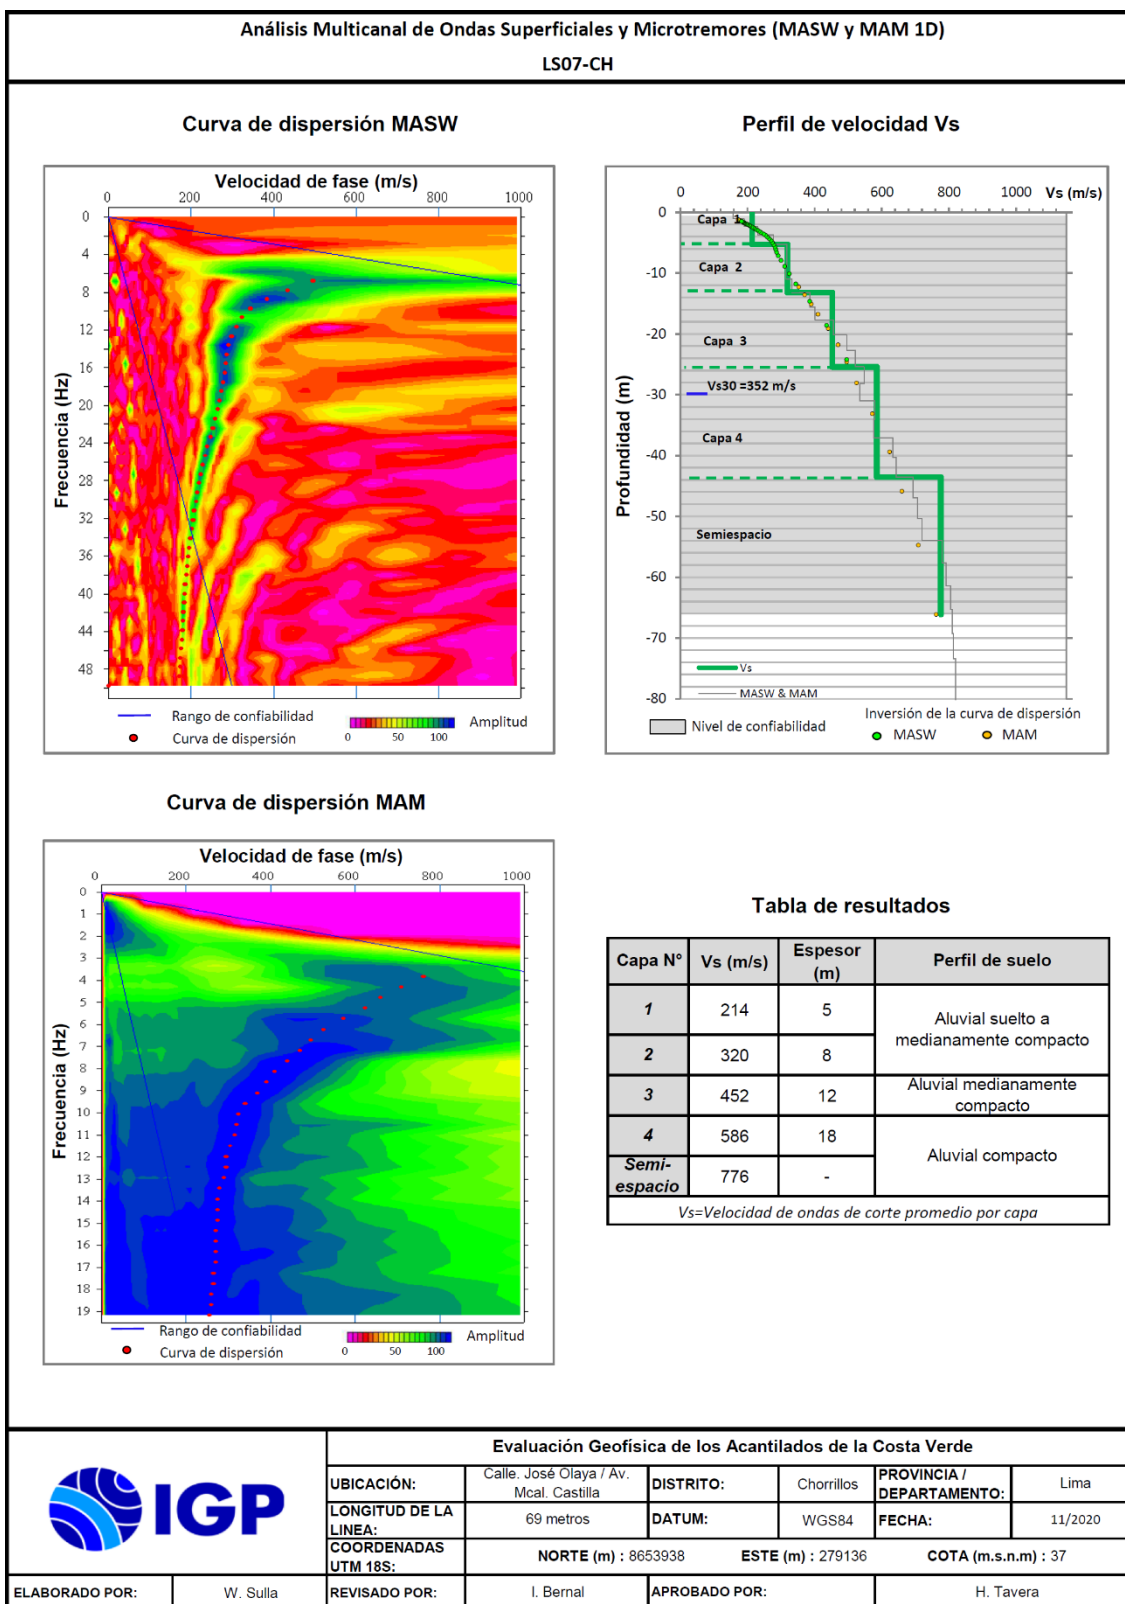 Análisis Multicanal de Ondas Superficiales y Microtremores (MASW y MAM 1D)
LS07-CH
Curva de dispersión MASW
Velocidad de fase (m/s)
0 200 400 600 800 1000
Frecuencia (Hz)
0
4
8
12
16
20
24
28
32
36
40
44
48
Rango de confiabilidad
Curva de dispersión
0 50 100
Amplitud
Perfil de velocidad Vs
0 200 400 600 800 1000 Vs (m/s)
Profundidad (m)
0
-10
-20
-30
-40
-50
-60
-70
-80
Capa 1
Capa 2
Capa 3
Vs30 =352 m/s
Capa 4
Semiespacio
Vs
MASW & MAM
Nivel de confiabilidad
Inversión de la curva de dispersión
MASW MAM
Curva de dispersión MAM
Velocidad de fase (m/s)
0 200 400 600 800 1000
Frecuencia (Hz)
0
1
2
3
4
5
6
7
8
9
10
11
12
13
14
15
16
17
18
19
Rango de confiabilidad
Curva de dispersión
0 50 100
Amplitud
Tabla de resultados
Capa N° Vs (m/s) Espesor (m) Perfil de suelo
1 214 5 Aluvial suelto a medianamente compacto
2 320 8
3 452 12 Aluvial medianamente compacto
4 586 18 Aluvial compacto
Semi-espacio 776 -
Vs=Velocidad de ondas de corte promedio por capa
IGP
Evaluación Geofísica de los Acantilados de la Costa Verde
UBICACIÓN: Calle. José Olaya / Av. Mcal. Castilla DISTRITO: Chorrillos PROVINCIA / DEPARTAMENTO: Lima
LONGITUD DE LA LINEA: 69 metros DATUM: WGS84 FECHA: 11/2020
COORDENADAS UTM 18S: NORTE (m) : 8653938 ESTE (m) : 279136 COTA (m.s.n.m) : 37
ELABORADO POR: W. Sulla REVISADO POR: I. Bernal APROBADO POR: H. Tavera